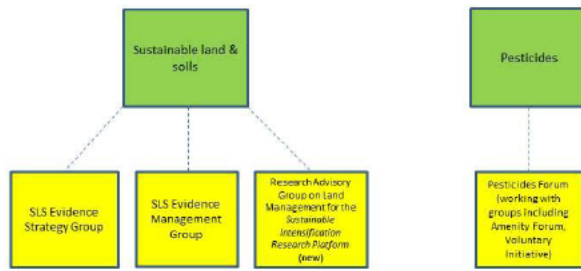 Sustainable land &
soils
Pesticides
SLS Evidence
Strategy Group
SLS Evidence
Management
Group
Research Advisory
Group on Land
Management for the
Sustainable
Intensification
Research Platform
(new)
Pesticides Forum
(working with
groups including
Amenity Forum,
Voluntary
Initiative)